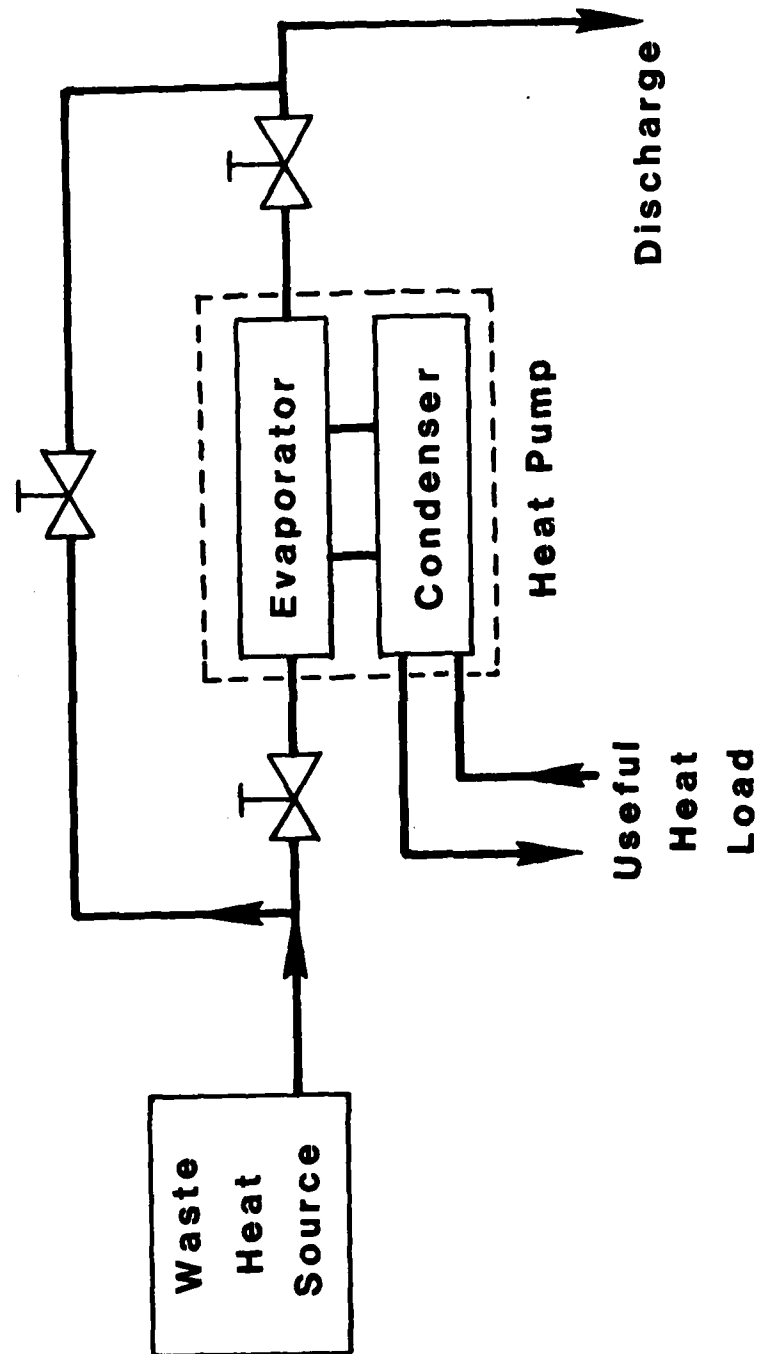 Waste
Heat
Source
Evaporator
Condenser
Heat Pump
Useful
Heat
Load
Discharge